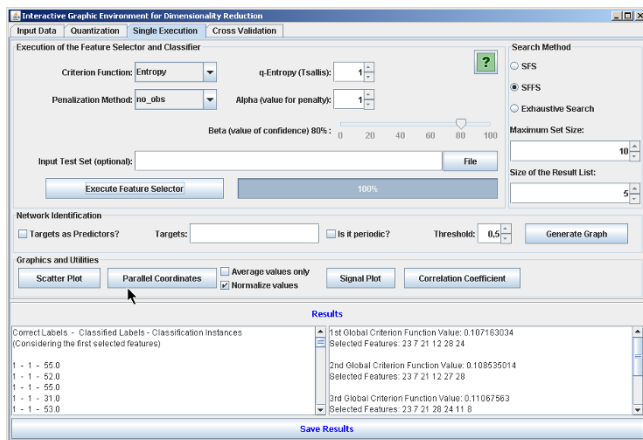 Interactive Graphic Environment for Dimensionality Reduction
Input Data Quantization Single Execution Cross Validation
Execution of the Feature Selector and Classifier
Criterion Function: Entropy q-Entropy (Tsallis): 1 ?
Penalization Method: no_obs Alpha (value for penalty): 1
Beta (value of confidence) 80%: 0 20 40 60 80 100
Input Test Set (optional): File
Execute Feature Selector 100%
Search Method
SFS
SFFS
Exhaustive Search
Maximum Set Size:
10
Size of the Result List:
5
Network Identification
Targets as Predictors? Targets: Is it periodic? Threshold: 0,5 Generate Graph
Graphics and Utilities
Scatter Plot Parallel Coordinates Average values only Signal Plot Correlation Coefficient
Normalize values
Results
Correct Labels - Classified Labels - Classification Instances
(Considering the first selected features)
1 - 1 - 55.0
1 - 1 - 52.0
1 - 1 - 55.0
1 - 1 - 31.0
1 - 1 - 53.0
1st Global Criterion Function Value: 0.107163034
Selected Features: 23 7 21 12 28 24
2nd Global Criterion Function Value: 0.108535014
Selected Features: 23 7 21 12 27 28
3rd Global Criterion Function Value: 0.11067563
Selected Features: 23 7 21 28 24 11 8
Save Results